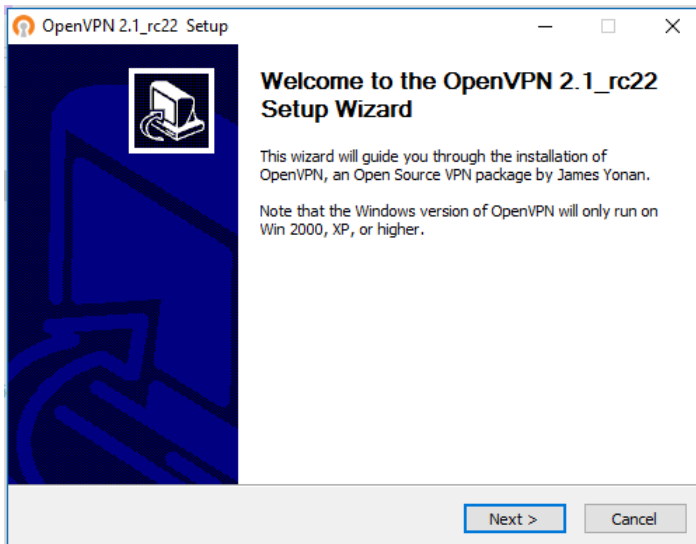 OpenVPN 2.1_rc22 Setup
Welcome to the OpenVPN 2.1_rc22
Setup Wizard
This wizard will guide you through the installation of
OpenVPN, an Open Source VPN package by James Yonan.
Note that the Windows version of OpenVPN will only run on
Win 2000, XP, or higher.
Next > Cancel